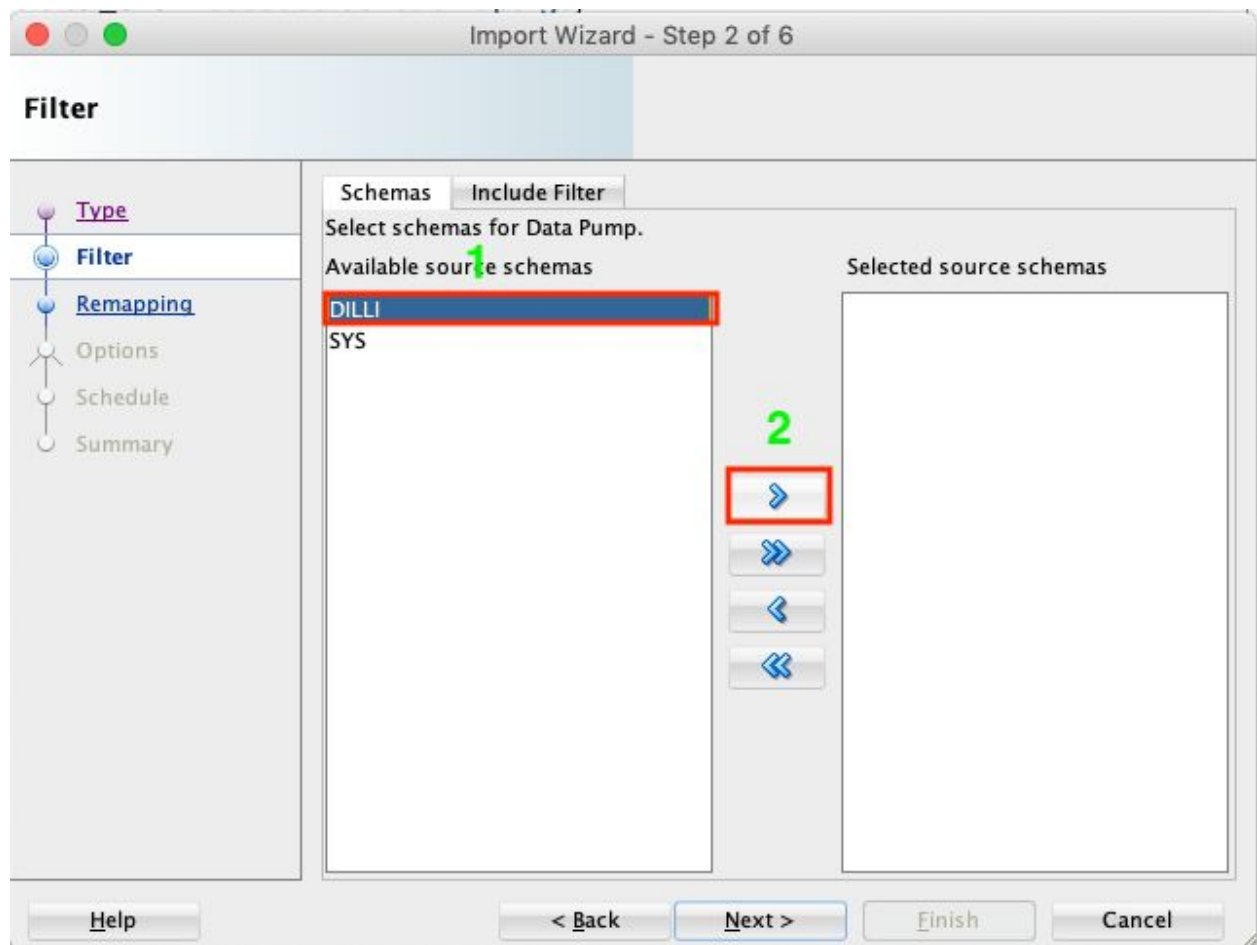 Import Wizard - Step 2 of 6
Filter
Type
Filter
Remapping
Options
Schedule
Summary
Schemas Include Filter
Select schemas for Data Pump.
1
Available source schemas Selected source schemas
DILLI
SYS
2
Help < Back Next > Finish Cancel